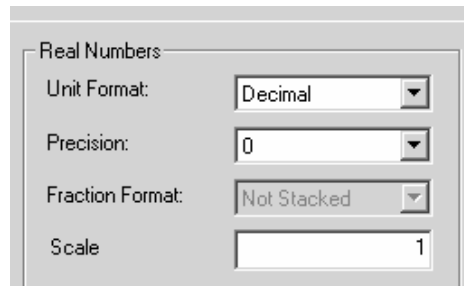 Real Numbers
Unit Format: Decimal
Precision: 0
Fraction Format: Not Stacked
Scale 1